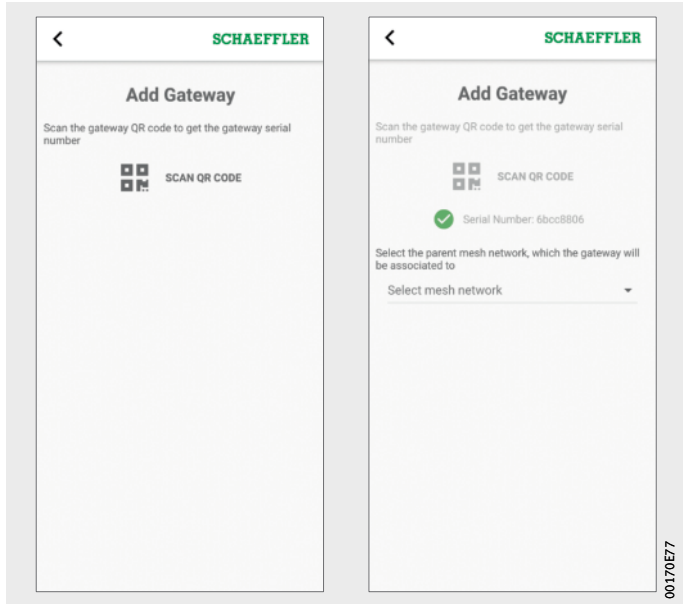 SCHAEFFLER
Add Gateway
Scan the gateway QR code to get the gateway serial
number
SCAN QR CODE
SCHAEFFLER
Add Gateway
Scan the gateway QR code to get the gateway serial
number
SCAN QR CODE
Serial Number: 6bcc8806
Select the parent mesh network, which the gateway will
be associated to
Select mesh network
00170E77